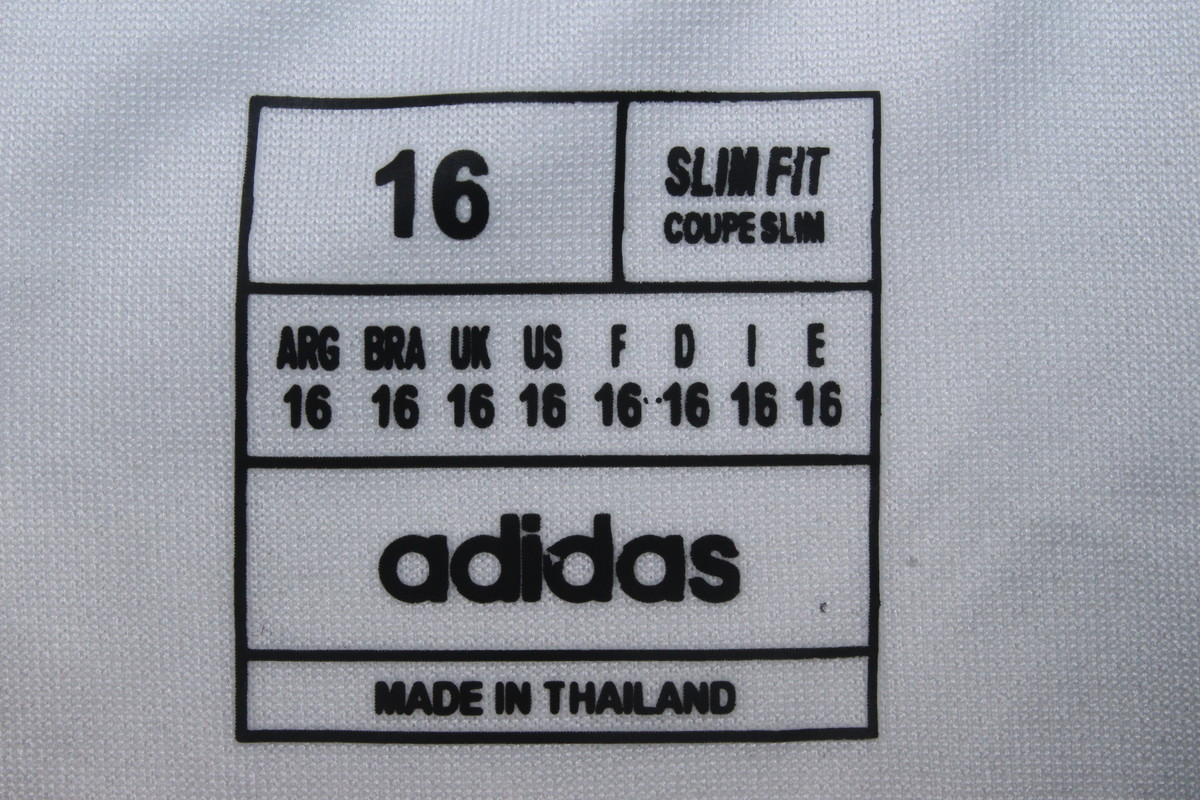 16
SLIM FIT
COUPE SLIM
ARG BRA UK US F D I E
16 16 16 16 16 16 16 16
adidas
MADE IN THAILAND